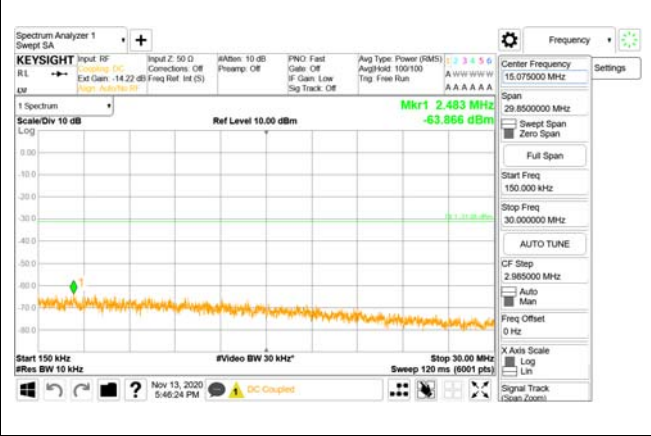 Spectrum Analyzer 1
Swept SA
Frequency
KEYSIGHT
RL
Input: RF
Coupling: DC
Ext Gain: -14.22 dB
Align: Auto/No RF
Input Z: 50 Ω
Corrections: Off
Freq Ref: Int (S)
#Atten: 10 dB
Preamp: Off
PNO: Fast
Gate: Off
IF Gain: Low
Sig Track: Off
Avg Type: Power (RMS)
Avg|Hold: 100/100
Trig: Free Run
1 2 3 4 5 6
A W W W W W
A A A A A A
1 Spectrum
Scale/Div 10 dB
Ref Level 10.00 dBm
Mkr1 2.483 MHz
-63.866 dBm
Log
0.00
-10.0
-20.0
-30.0
-40.0
-50.0
-60.0
-70.0
-80.0
1
Start 150 kHz
#Res BW 10 kHz
#Video BW 30 kHz*
Stop 30.00 MHz
Sweep 120 ms (6001 pts)
Nov 13, 2020
5:46:24 PM
DC Coupled
Center Frequency
15.075000 MHz
Settings
Span
29.8500000 MHz
Swept Span
Zero Span
Full Span
Start Freq
150.000 kHz
Stop Freq
30.000000 MHz
AUTO TUNE
CF Step
2.985000 MHz
Auto
Man
Freq Offset
0 Hz
X Axis Scale
Log
Lin
Signal Track
(Span Zoom)